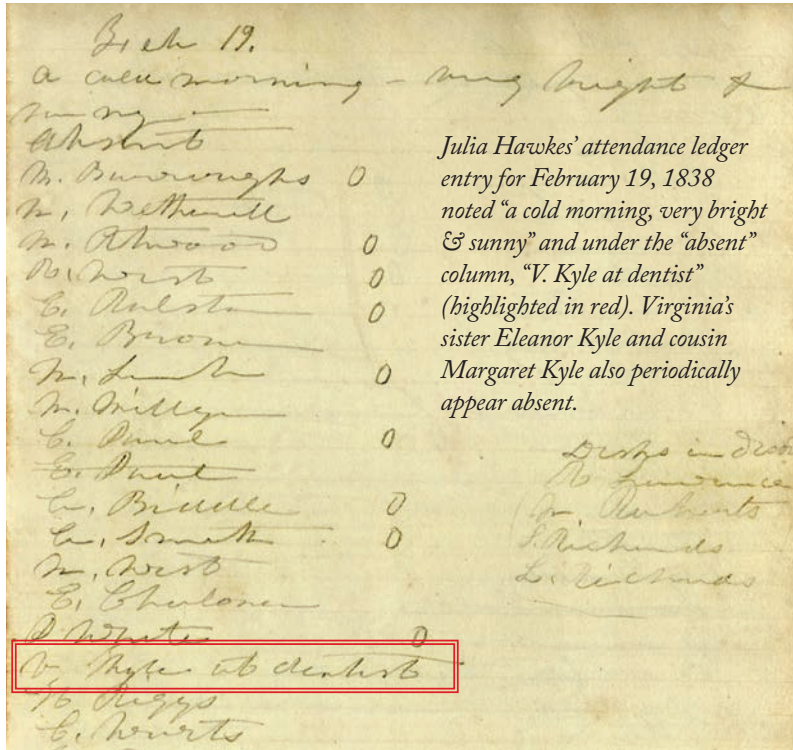 Feb 19.
a cold morning – very bright &
sunny –
Absent
M. Burroughs 0
M. Wetherill
M. Atwood 0
R. West 0
E. Ralston 0
E. Brown
M. Smith 0
M.
C. Paul 0
E. Paul
C. Biddle 0
C. Smith 0
M. West
E. Chaloner
White 0
V. Kyle at dentist
Riggs
C. Wurts
Desks in
R Lawrence
M Roberts
S. Richards
L. Richards
Julia Hawkes’ attendance ledger
entry for February 19, 1838
noted “a cold morning, very bright
& sunny” and under the “absent”
column, “V. Kyle at dentist”
(highlighted in red). Virginia’s
sister Eleanor Kyle and cousin
Margaret Kyle also periodically
appear absent.